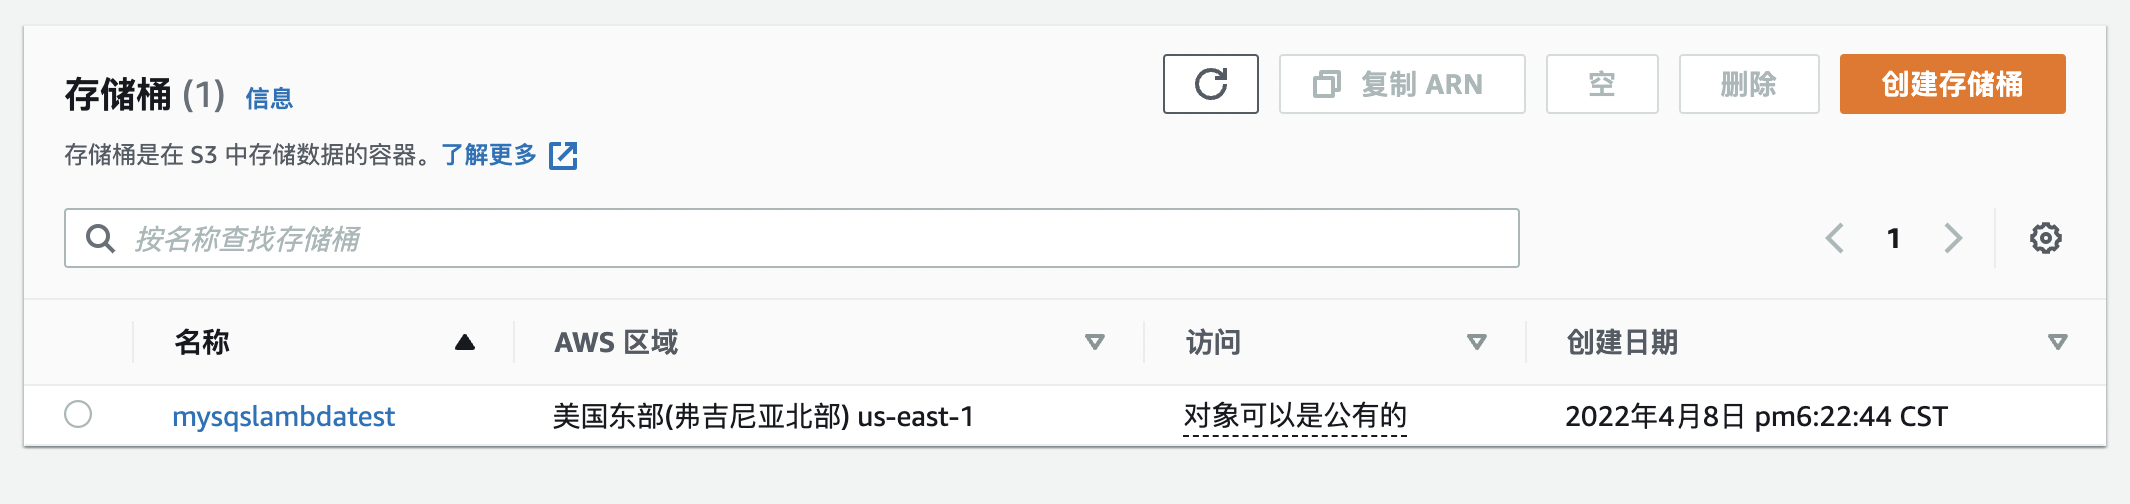 存储桶 (1) 信息
复制 ARN 空 删除 创建存储桶
存储桶是在 S3 中存储数据的容器。了解更多
按名称查找存储桶
1
名称 AWS 区域 访问 创建日期
mysqslambdatest 美国东部(弗吉尼亚北部) us-east-1 对象可以是公有的 2022年4月8日 pm6:22:44 CST